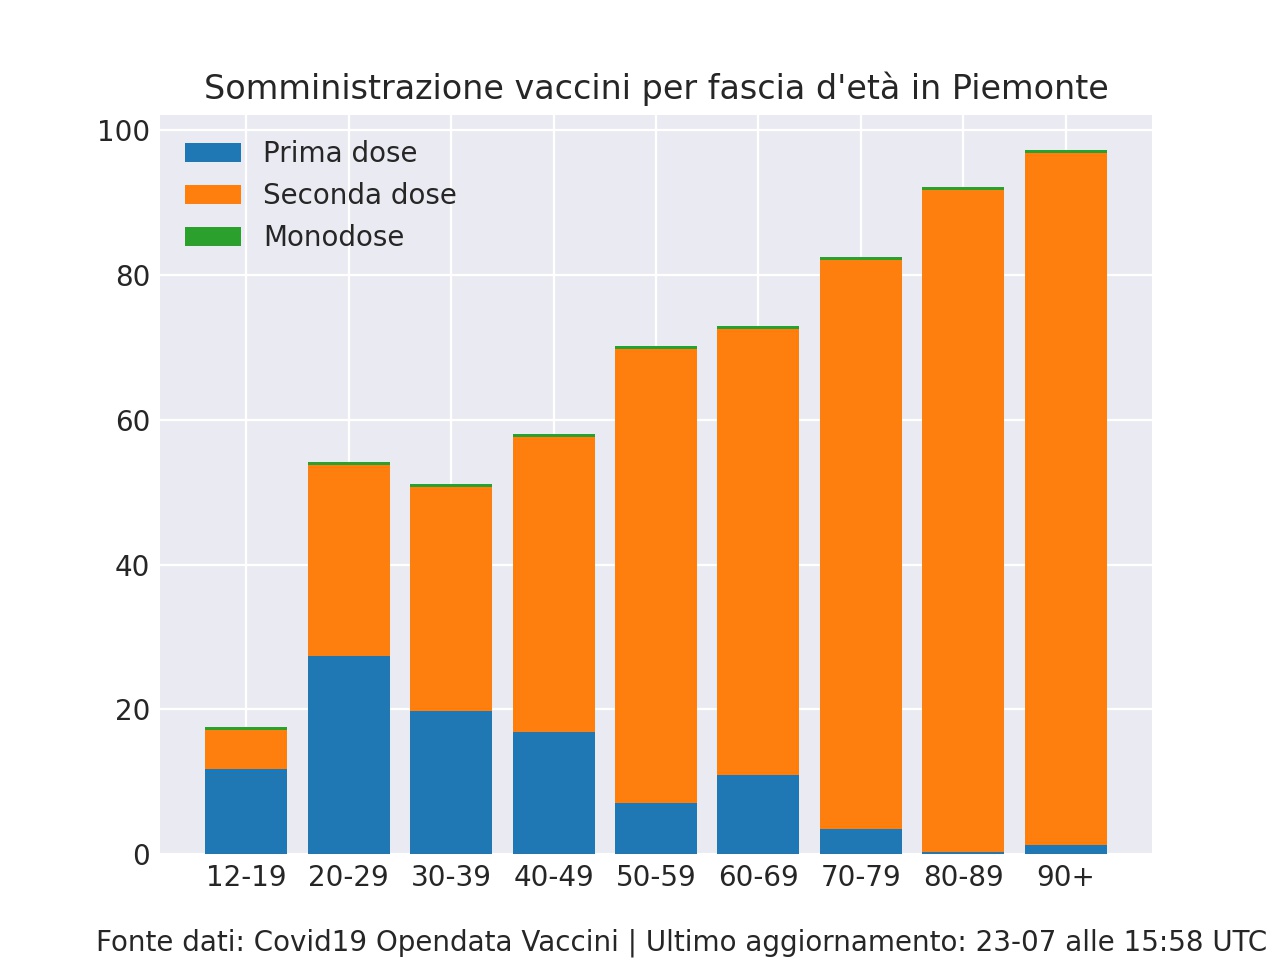 Somministrazione vaccini per fascia d'età in Piemonte
100
80
60
40
20
0
Prima dose
Seconda dose
Monodose
12-19 20-29 30-39 40-49 50-59 60-69 70-79 80-89 90+
Fonte dati: Covid19 Opendata Vaccini | Ultimo aggiornamento: 23-07 alle 15:58 UTC